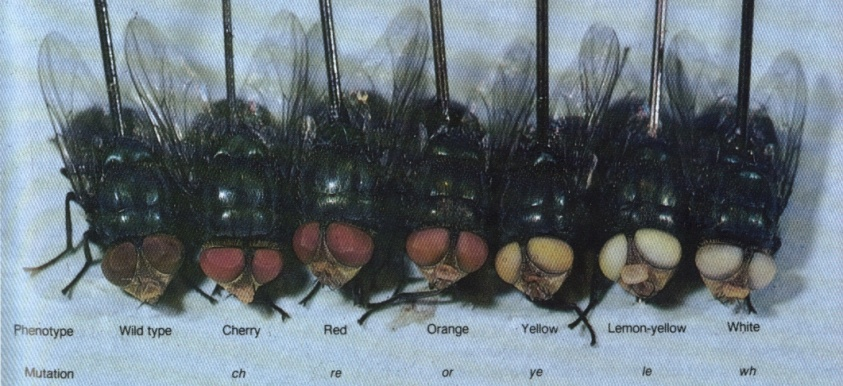 Phenotype Wild type Cherry Red Orange Yellow Lemon-yellow White
Mutation ch re or ye le wh